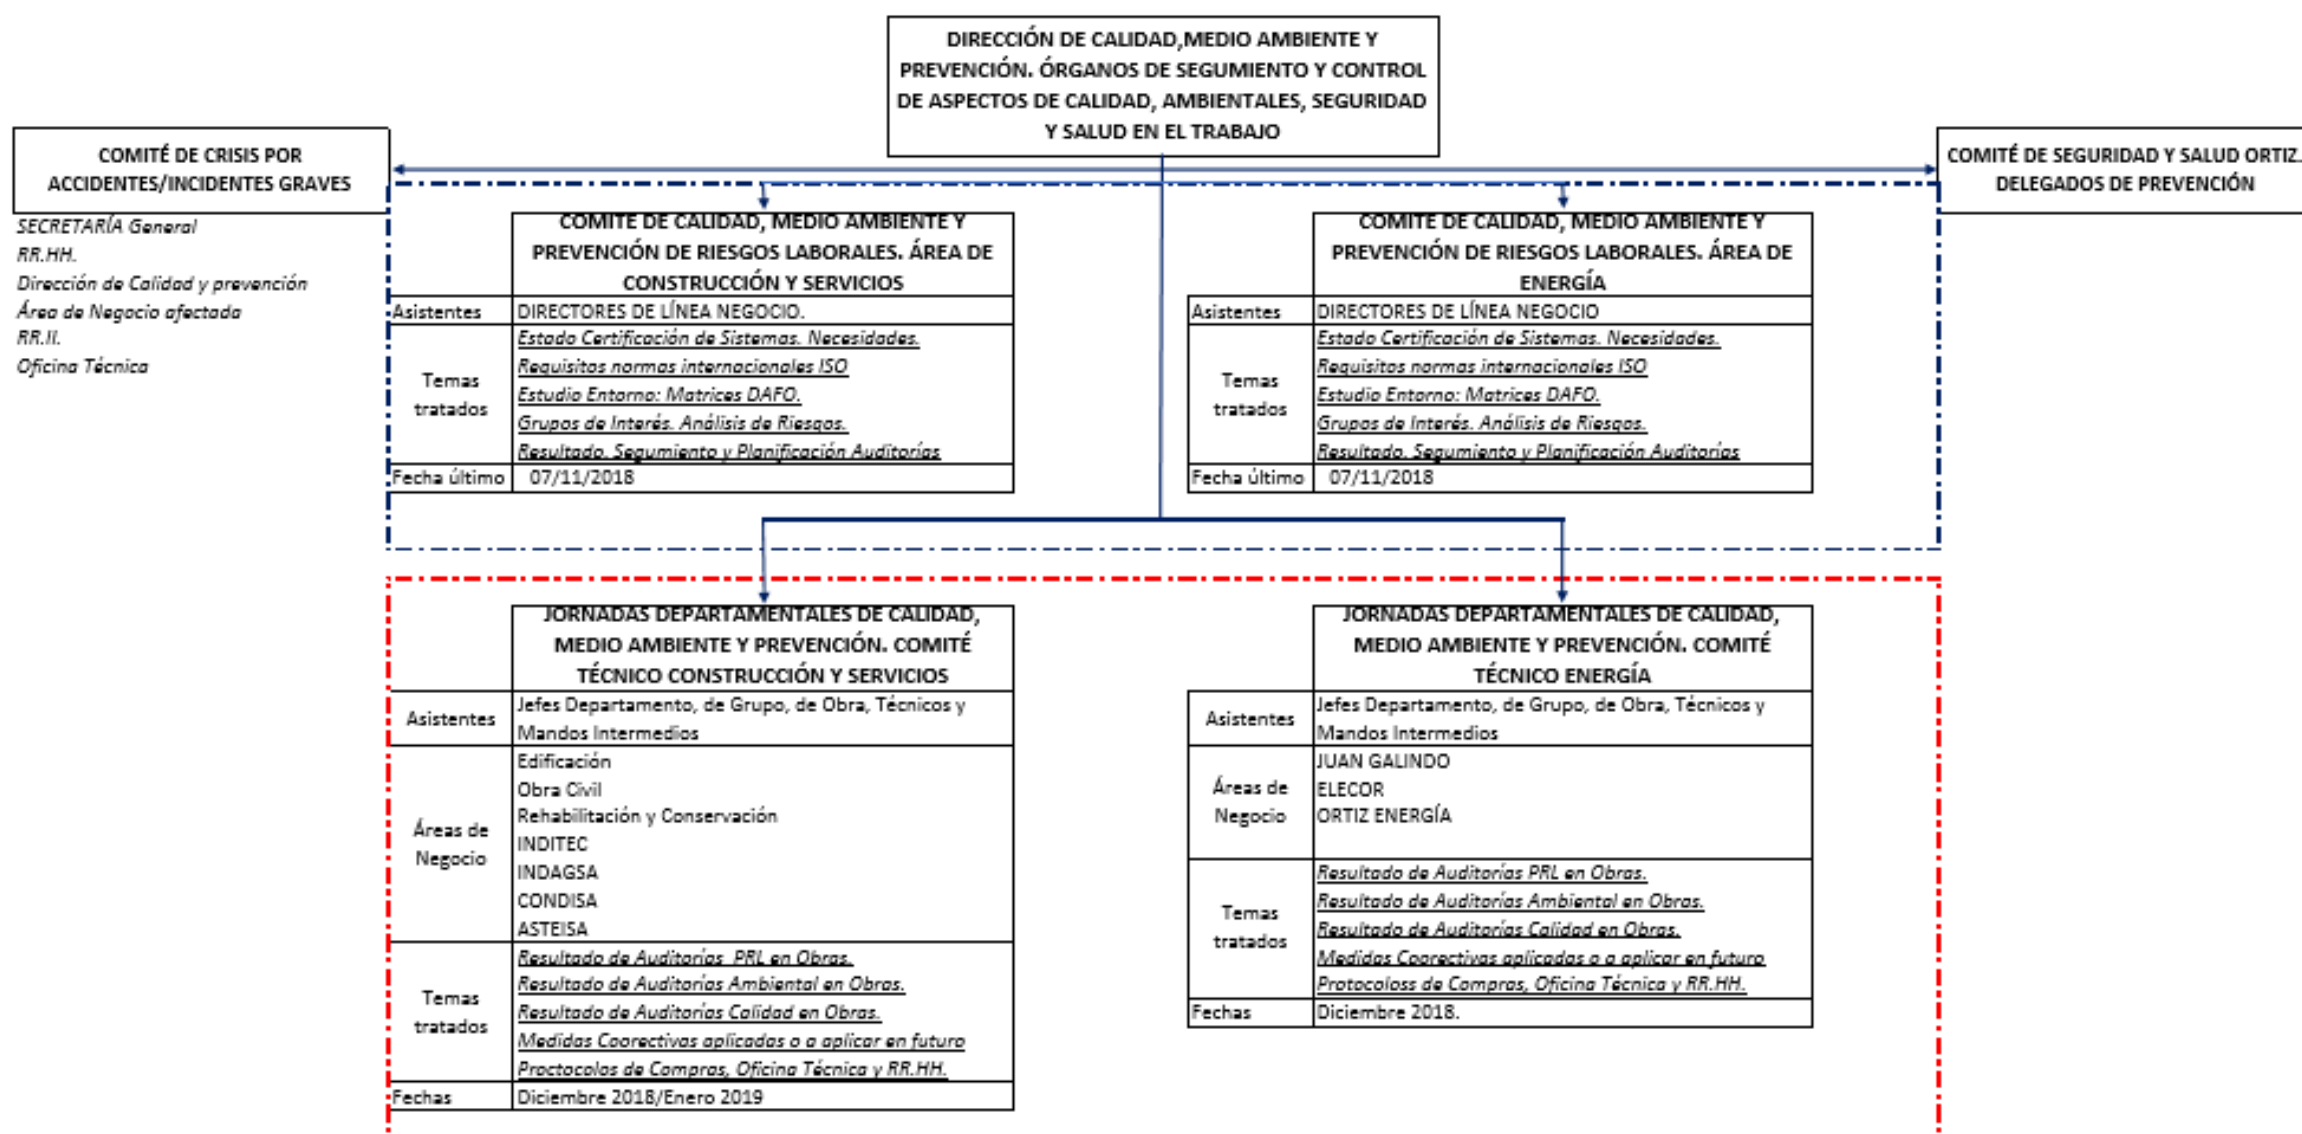 DIRECCIÓN DE CALIDAD,MEDIO AMBIENTE Y
PREVENCIÓN. ÓRGANOS DE SEGUMIENTO Y CONTROL
DE ASPECTOS DE CALIDAD, AMBIENTALES, SEGURIDAD
Y SALUD EN EL TRABAJO
COMITÉ DE CRISIS POR
ACCIDENTES/INCIDENTES GRAVES
SECRETARÍA General
RR.HH.
Dirección de Calidad y prevención
Área de Negocio afectada
RR.II.
Oficina Técnica
COMITÉ DE SEGURIDAD Y SALUD ORTIZ.
DELEGADOS DE PREVENCIÓN
COMITE DE CALIDAD, MEDIO AMBIENTE Y
PREVENCIÓN DE RIESGOS LABORALES. ÁREA DE
CONSTRUCCIÓN Y SERVICIOS
Asistentes
DIRECTORES DE LÍNEA NEGOCIO.
Temas
tratados
Estado Certificación de Sistemas. Necesidades.
Requisitos normas internacionales ISO
Estudio Entorno: Matrices DAFO.
Grupos de Interés. Análisis de Riesgos.
Resultado, Segumiento y Planificación Auditorías
Fecha último
07/11/2018
COMITE DE CALIDAD, MEDIO AMBIENTE Y
PREVENCIÓN DE RIESGOS LABORALES. ÁREA DE
ENERGÍA
Asistentes
DIRECTORES DE LÍNEA NEGOCIO
Temas
tratados
Estado Certificación de Sistemas. Necesidades.
Requisitos normas internacionales ISO
Estudio Entorno: Matrices DAFO.
Grupos de Interés. Análisis de Riesgos.
Resultado, Segumiento y Planificación Auditorías
Fecha último
07/11/2018
JORNADAS DEPARTAMENTALES DE CALIDAD,
MEDIO AMBIENTE Y PREVENCIÓN. COMITÉ
TÉCNICO CONSTRUCCIÓN Y SERVICIOS
Asistentes
Jefes Departamento, de Grupo, de Obra, Técnicos y
Mandos Intermedios
Áreas de
Negocio
Edificación
Obra Civil
Rehabilitación y Conservación
INDITEC
INDAGSA
CONDISA
ASTEISA
Temas
tratados
Resultado de Auditorías PRL en Obras.
Resultado de Auditorías Ambiental en Obras.
Resultado de Auditorías Calidad en Obras.
Medidas Coorectivas aplicadas o a aplicar en futuro
Proctocolos de Compras, Oficina Técnica y RR.HH.
Fechas
Diciembre 2018/Enero 2019
JORNADAS DEPARTAMENTALES DE CALIDAD,
MEDIO AMBIENTE Y PREVENCIÓN. COMITÉ
TÉCNICO ENERGÍA
Asistentes
Jefes Departamento, de Grupo, de Obra, Técnicos y
Mandos Intermedios
Áreas de
Negocio
JUAN GALINDO
ELECOR
ORTIZ ENERGÍA
Temas
tratados
Resultado de Auditorías PRL en Obras.
Resultado de Auditorías Ambiental en Obras.
Resultado de Auditorías Calidad en Obras.
Medidas Coorectivas aplicadas o a aplicar en futuro
Protocoloss de Compras, Oficina Técnica y RR.HH.
Fechas
Diciembre 2018.